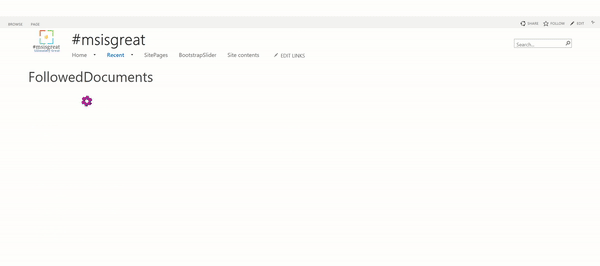 BROWSE PAGE SHARE FOLLOW EDIT
#msisgreat
#msisgreat
Search...
Home Recent SitePages BootstrapSlider Site contents EDIT LINKS
FollowedDocuments